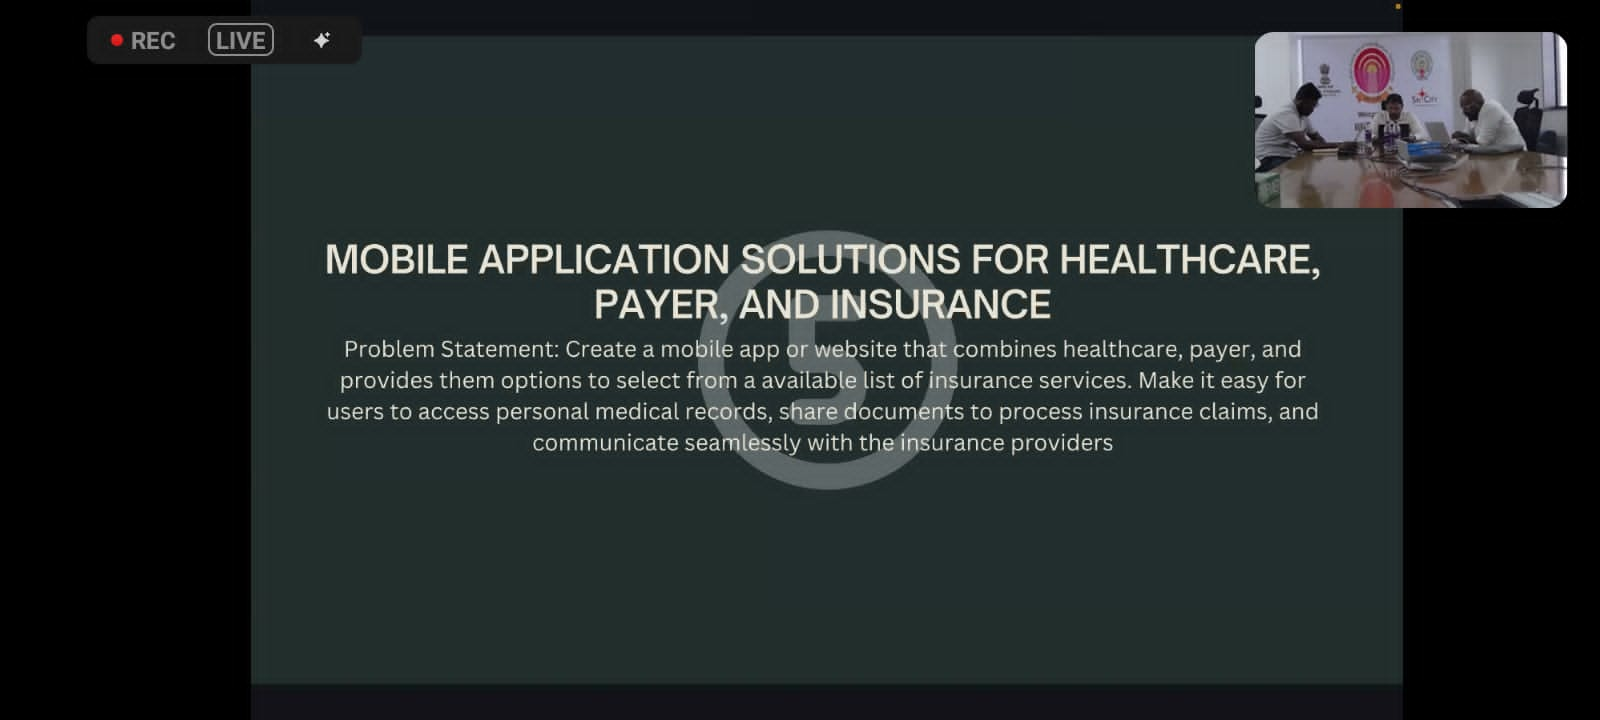 REC LIVE
MOBILE APPLICATION SOLUTIONS FOR HEALTHCARE,
PAYER, AND INSURANCE
5
Problem Statement: Create a mobile app or website that combines healthcare, payer, and
provides them options to select from a available list of insurance services. Make it easy for
users to access personal medical records, share documents to process insurance claims, and
communicate seamlessly with the insurance providers